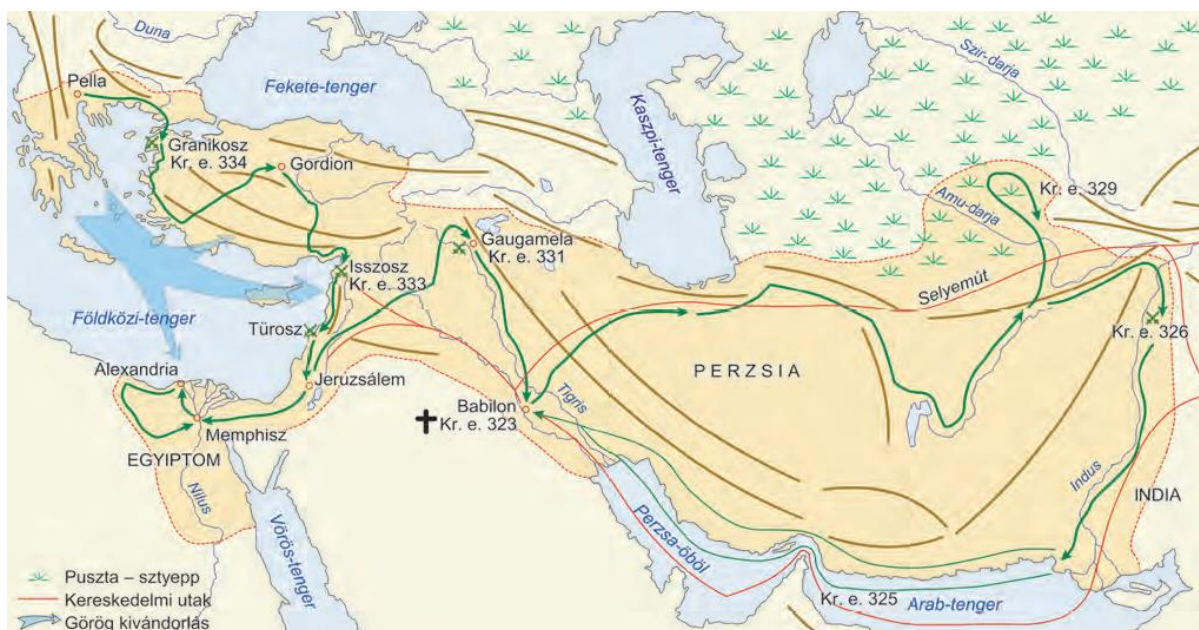 Duna
Pella
Fekete-tenger
Kaszpi-tenger
Szir-darja
Granikosz
Kr. e. 334
Gordion
Kr. e. 329
Amu-darja
Gaugamela
Kr. e. 331
Isszosz
Kr. e. 333
Selyemút
Földközi-tenger
Türosz
Kr. e. 326
Alexandria
Jeruzsálem
PERZSIA
Tigris
Babilon
Kr. e. 323
Memphisz
EGYIPTOM
Nílus
Indus
INDIA
Vörös-tenger
Perzsa-öböl
Kr. e. 325
Arab-tenger
Puszta – sztyepp
Kereskedelmi utak
Görög kivándorlás